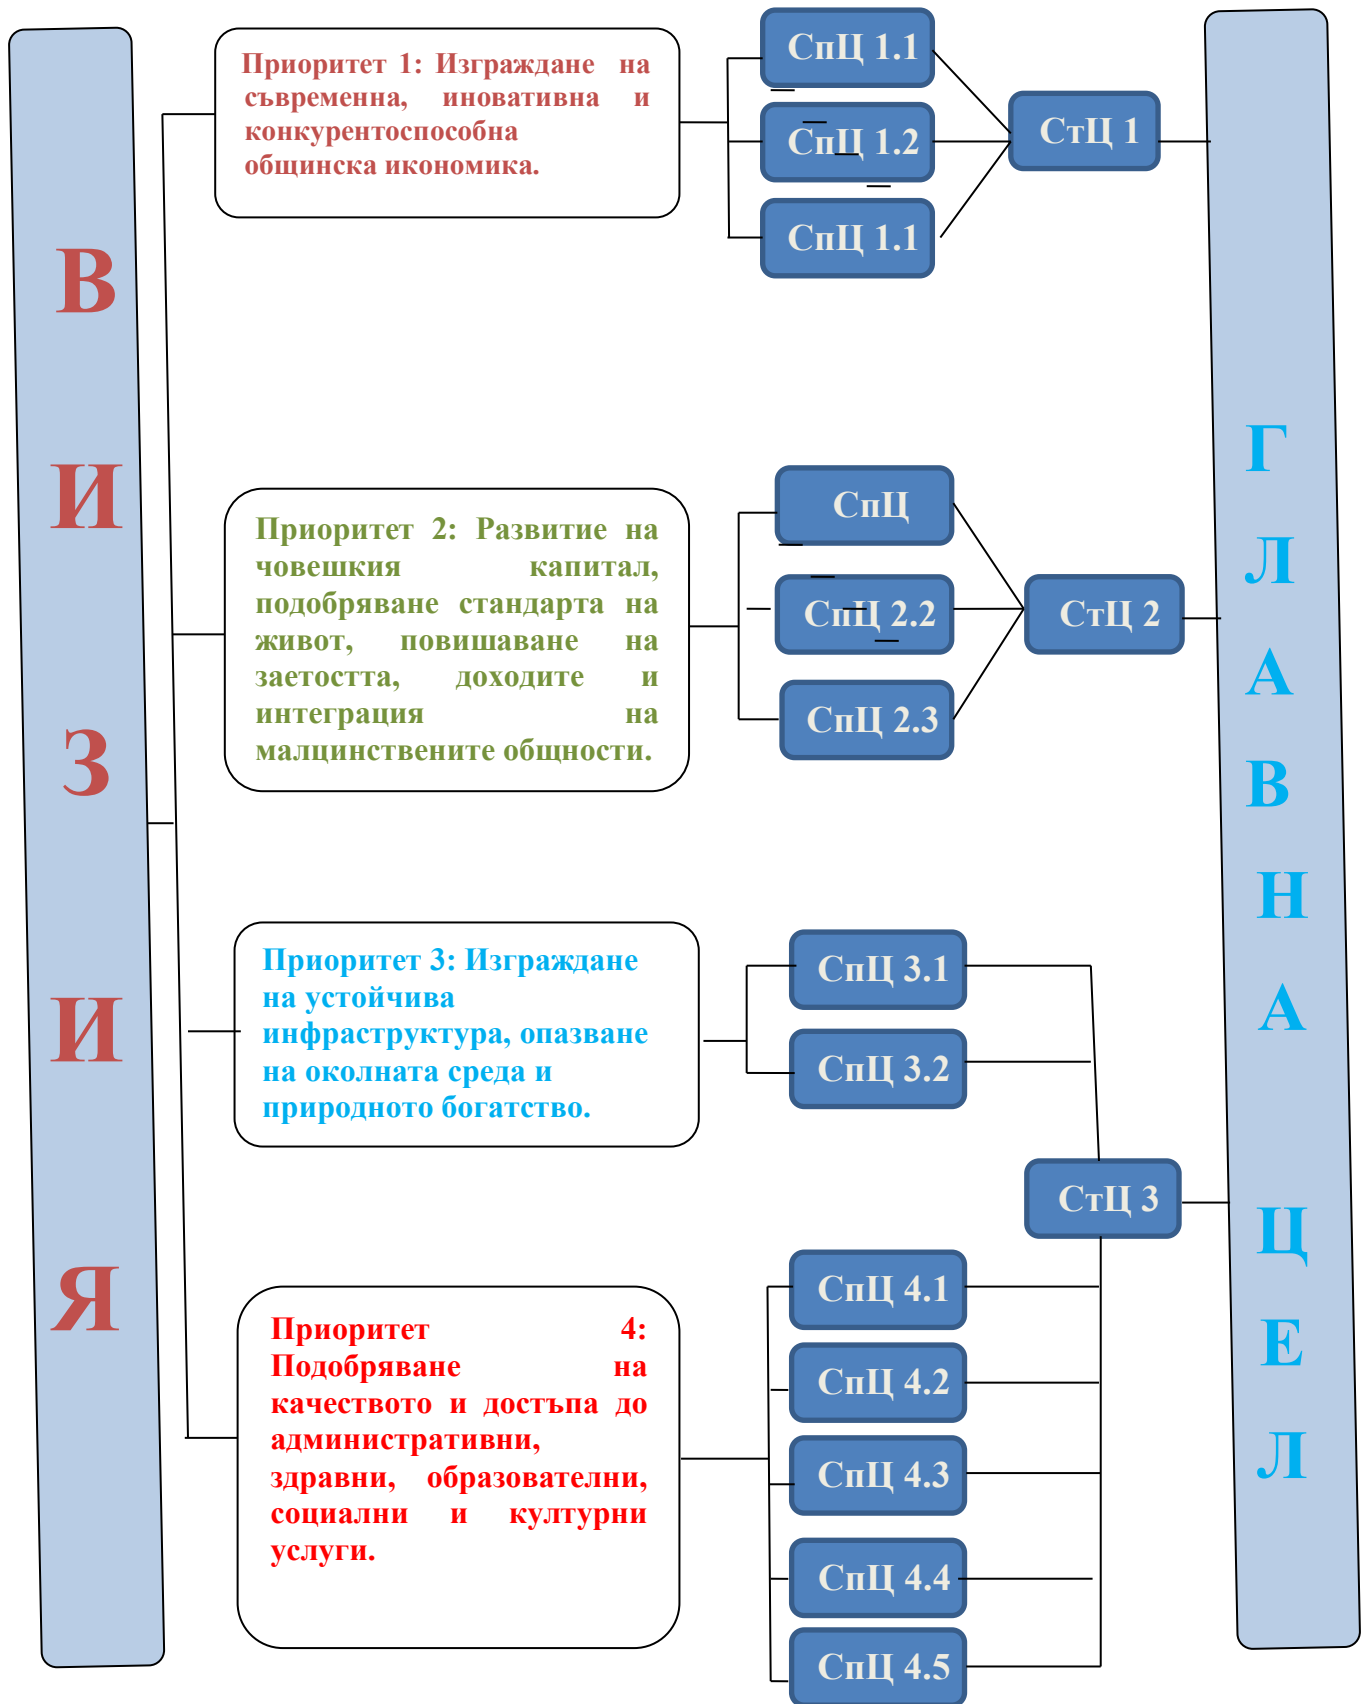 В
И
З
И
Я
Приоритет 1: Изграждане на
съвременна, иновативна и
конкурентоспособна
общинска икономика.
СпЦ 1.1
СпЦ 1.2
СпЦ 1.1
СтЦ 1
Приоритет 2: Развитие на
човешкия капитал,
подобряване стандарта на
живот, повишаване на
заетостта, доходите и
интеграция на
малцинствените общности.
СпЦ
СпЦ 2.2
СпЦ 2.3
СтЦ 2
Приоритет 3: Изграждане
на устойчива
инфраструктура, опазване
на околната среда и
природното богатство.
СпЦ 3.1
СпЦ 3.2
СтЦ 3
Приоритет 4:
Подобряване на
качеството и достъпа до
административни,
здравни, образователни,
социални и културни
услуги.
СпЦ 4.1
СпЦ 4.2
СпЦ 4.3
СпЦ 4.4
СпЦ 4.5
Г
Л
А
В
Н
А
Ц
Е
Л